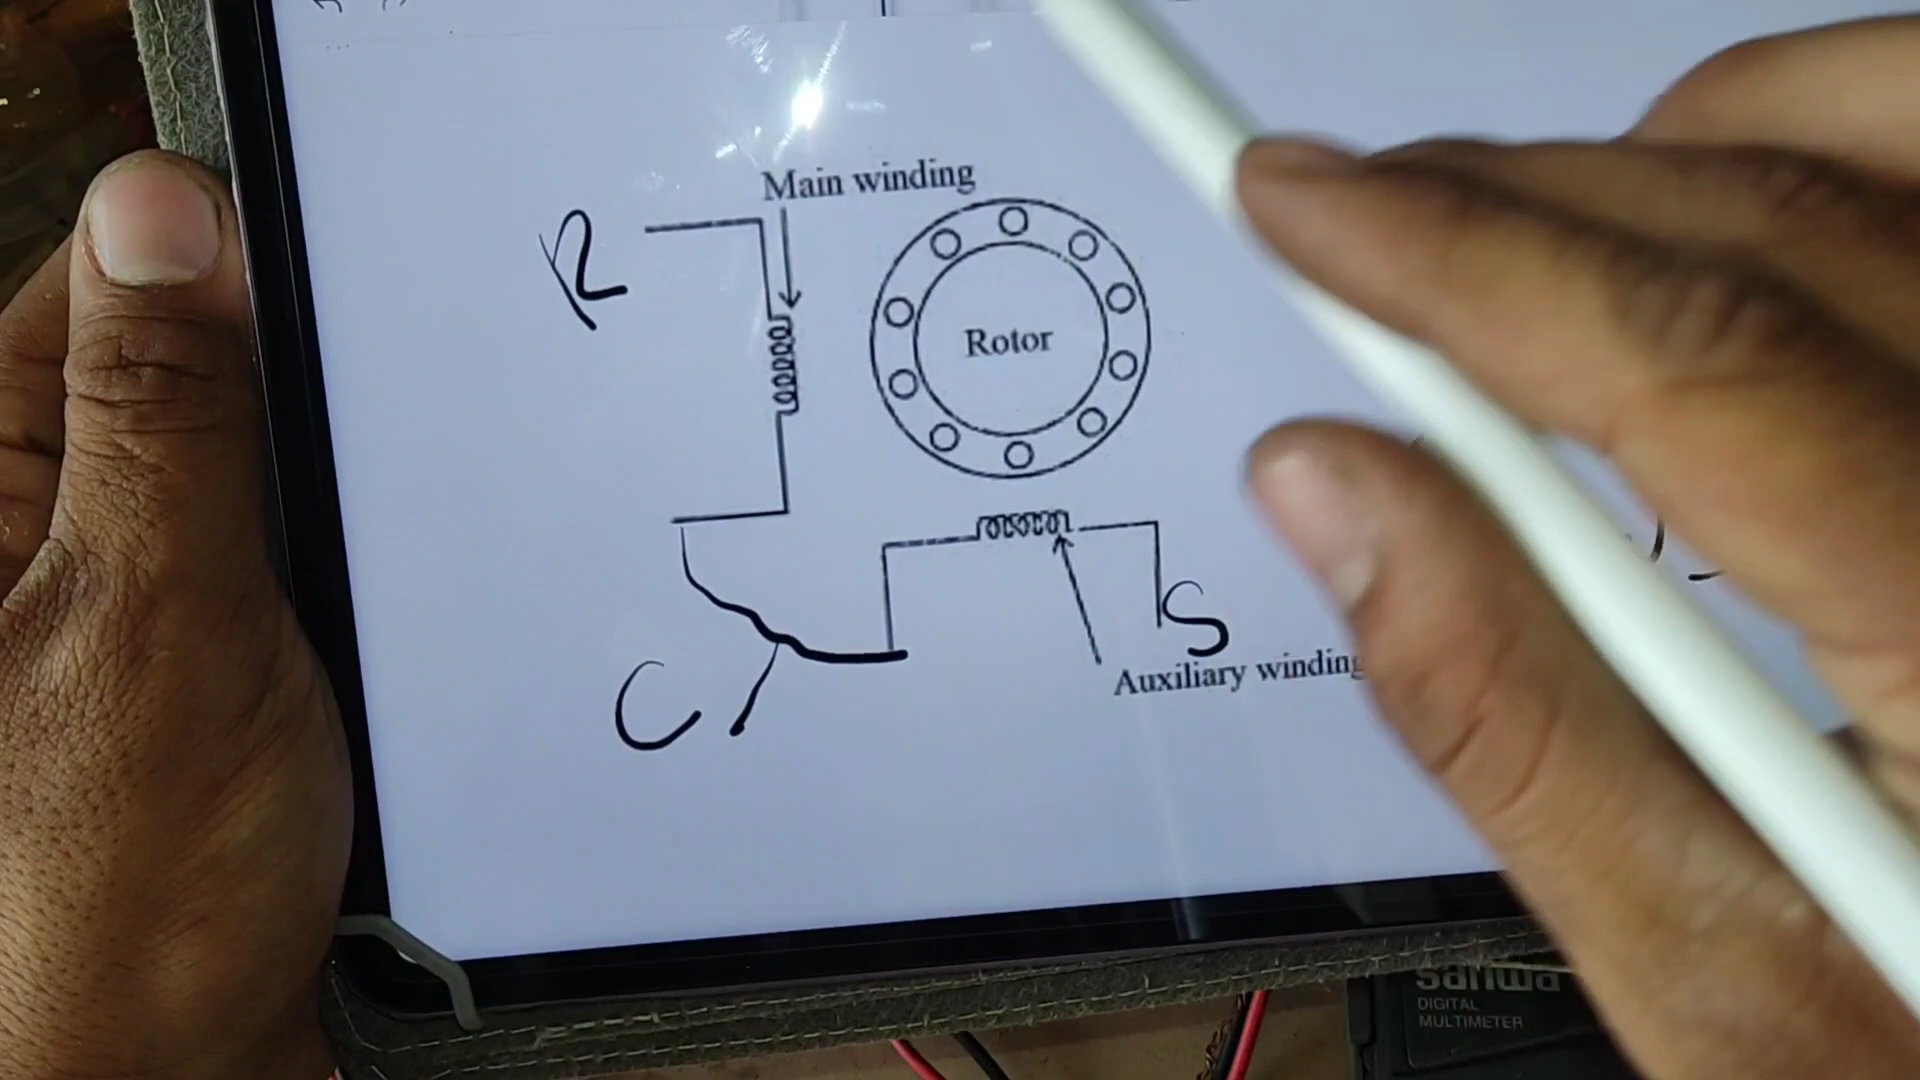 Main winding
R
Rotor
S
Auxiliary winding
C
sanwa
DIGITAL
MULTIMETER